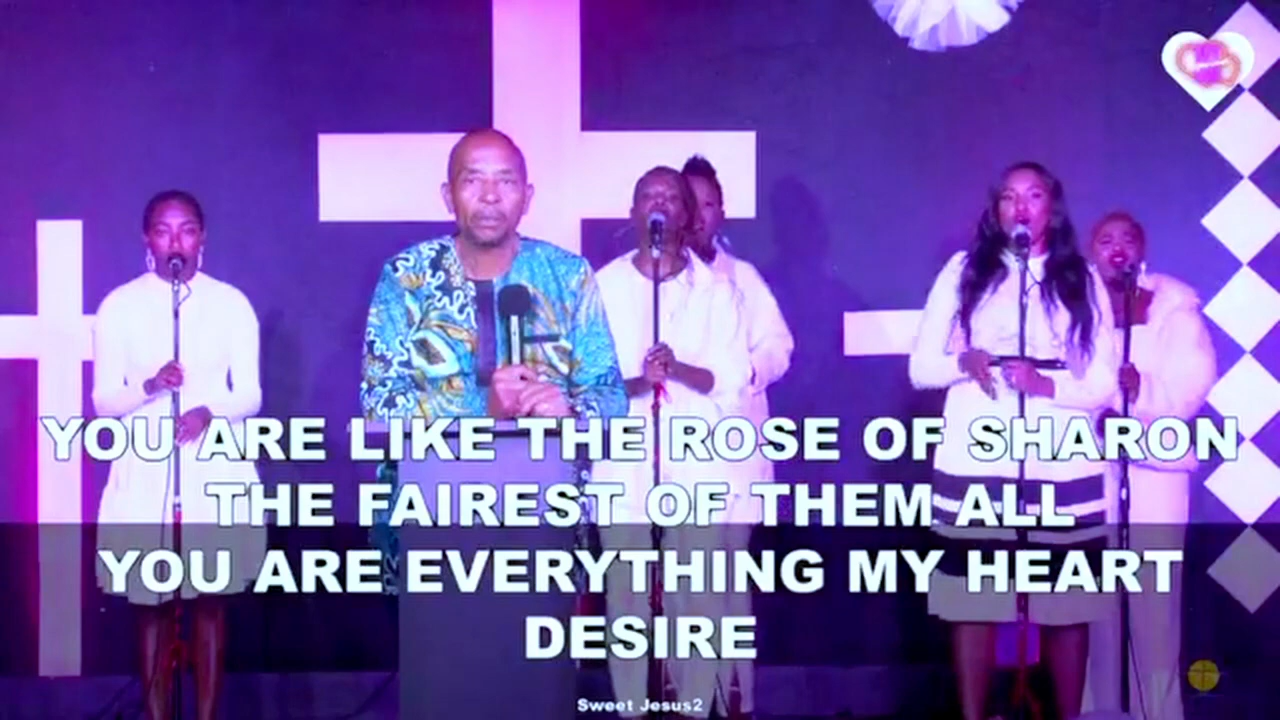 YOU ARE LIKE THE ROSE OF SHARON
THE FAIREST OF THEM ALL
YOU ARE EVERYTHING MY HEART
DESIRE
Sweet Jesus2